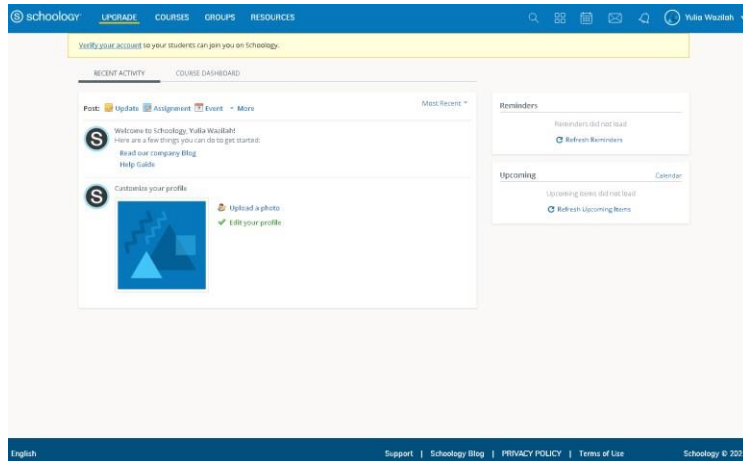 schoology UPGRADE COURSES GROUPS RESOURCES Yulia Wazilah
Verify your account so your students can join you on Schoology.
RECENT ACTIVITY COURSE DASHBOARD
Post: Update Assignment Event More Most Recent
Welcome to Schoology, Yulia Wazilah!
Here are a few things you can do to get started:
Read our company Blog
Help Guide
Customize your profile
Upload a photo
Edit your profile
Reminders
Reminders did not load
Refresh Reminders
Upcoming Calendar
Upcoming items did not load
Refresh Upcoming Items
English Support | Schoology Blog | PRIVACY POLICY | Terms of Use Schoology © 202